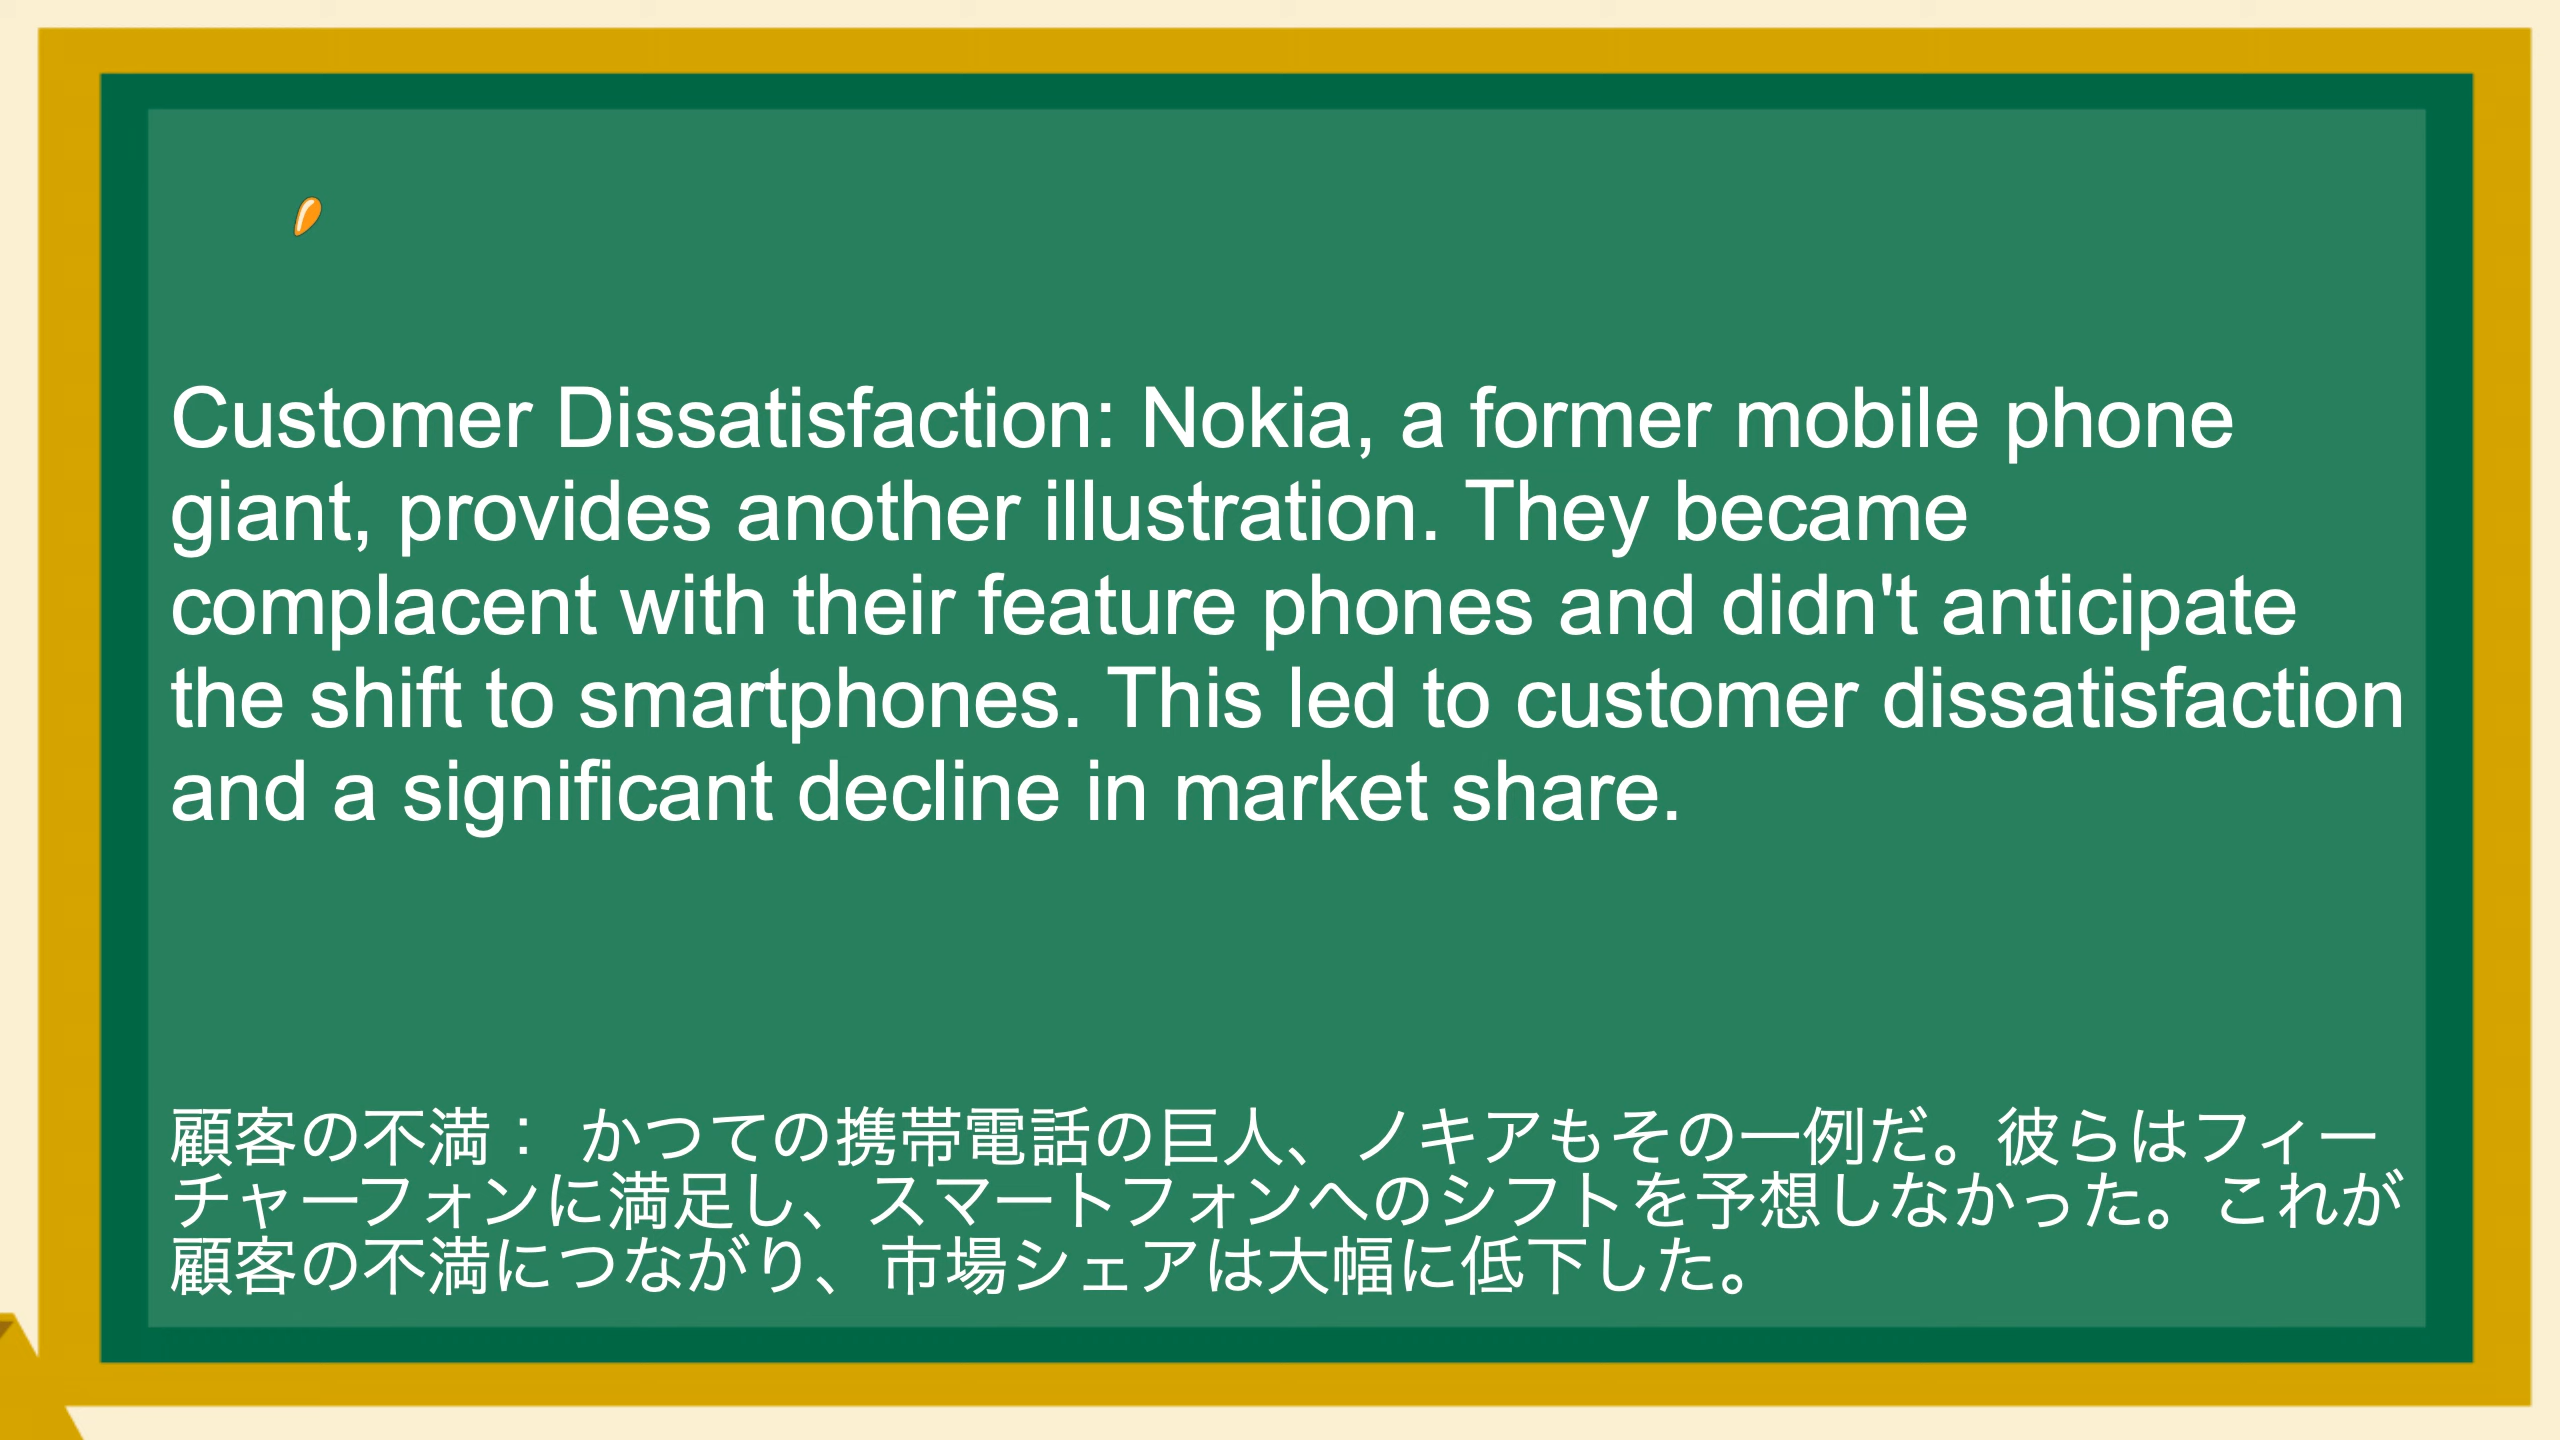 Customer Dissatisfaction: Nokia, a former mobile phone
giant, provides another illustration. They became
complacent with their feature phones and didn't anticipate
the shift to smartphones. This led to customer dissatisfaction
and a significant decline in market share.
顧客の不満： かつての携帯電話の巨人、ノキアもその一例だ。彼らはフィー
チャーフォンに満足し、スマートフォンへのシフトを予想しなかった。これが
顧客の不満につながり、市場シェアは大幅に低下した。